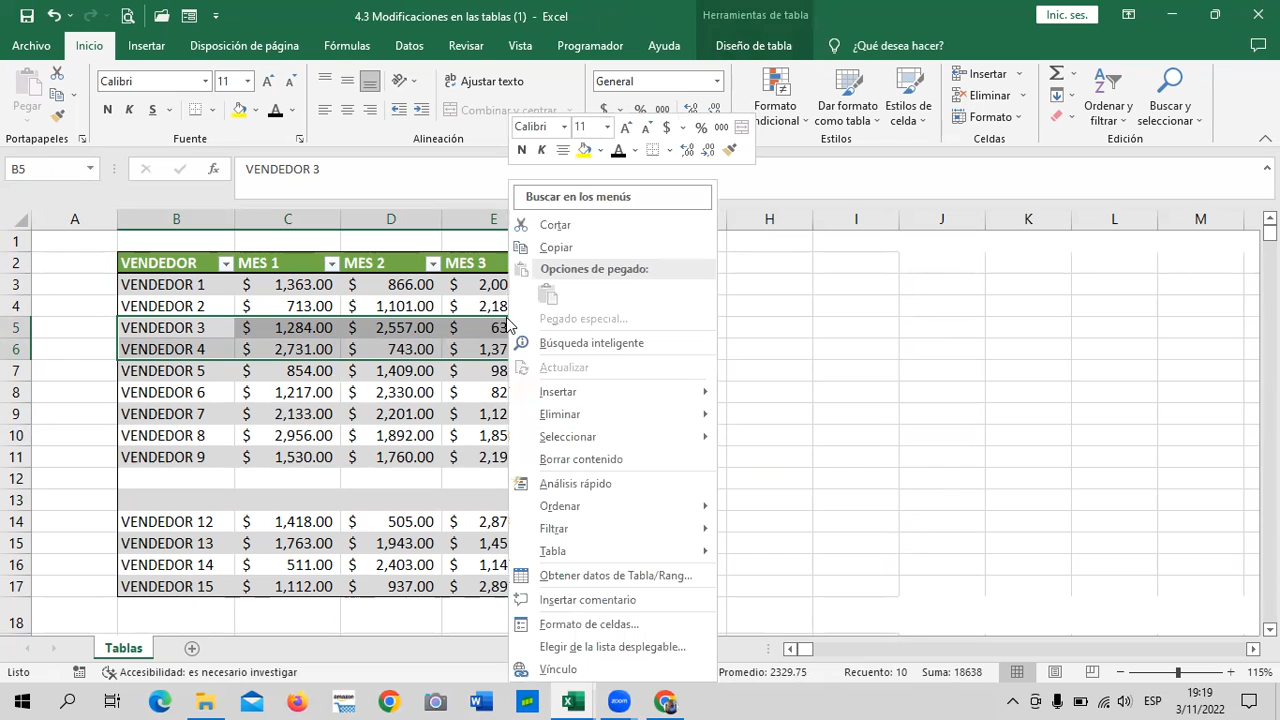 4.3 Modificaciones en las tablas (1) - Excel
Herramientas de tabla
Inic. ses.
Archivo Inicio Insertar Disposición de página Fórmulas Datos Revisar Vista Programador Ayuda Diseño de tabla ¿Qué desea hacer?
Pegar
Calibri 11
Ajustar texto
General
Insertar
N K S
Combinar y centrar
$ % 000
Formato condicional
Dar formato como tabla
Estilos de celda
Eliminar
Formato
Ordenar y filtrar
Buscar y seleccionar
Portapapeles Fuente Alineación Estilos Celdas Edición
Calibri 11 $ % 000
N K
B5 VENDEDOR 3
A B C D E H I J K L M
1
2 VENDEDOR MES 1 MES 2 MES 3
3 VENDEDOR 1 $ 1,363.00 $ 866.00 $ 2,00
4 VENDEDOR 2 $ 713.00 $ 1,101.00 $ 2,18
5 VENDEDOR 3 $ 1,284.00 $ 2,557.00 $ 63
6 VENDEDOR 4 $ 2,731.00 $ 743.00 $ 1,37
7 VENDEDOR 5 $ 854.00 $ 1,409.00 $ 98
8 VENDEDOR 6 $ 1,217.00 $ 2,330.00 $ 82
9 VENDEDOR 7 $ 2,133.00 $ 2,201.00 $ 1,12
10 VENDEDOR 8 $ 2,956.00 $ 1,892.00 $ 1,85
11 VENDEDOR 9 $ 1,530.00 $ 1,760.00 $ 2,19
12
13
14 VENDEDOR 12 $ 1,418.00 $ 505.00 $ 2,87
15 VENDEDOR 13 $ 1,763.00 $ 1,943.00 $ 1,45
16 VENDEDOR 14 $ 511.00 $ 2,403.00 $ 1,14
17 VENDEDOR 15 $ 1,112.00 $ 937.00 $ 2,89
18
Buscar en los menús
Cortar
Copiar
Opciones de pegado:
Pegado especial...
Búsqueda inteligente
Actualizar
Insertar
Eliminar
Seleccionar
Borrar contenido
Análisis rápido
Ordenar
Filtrar
Tabla
Obtener datos de Tabla/Rang...
Insertar comentario
Formato de celdas...
Elegir de la lista desplegable...
Vínculo
Tablas
Listo Accesibilidad: es necesario investigar Promedio: 2329.75 Recuento: 10 Suma: 18638 115%
amazon
zoom
ESP
19:19
3/11/2022